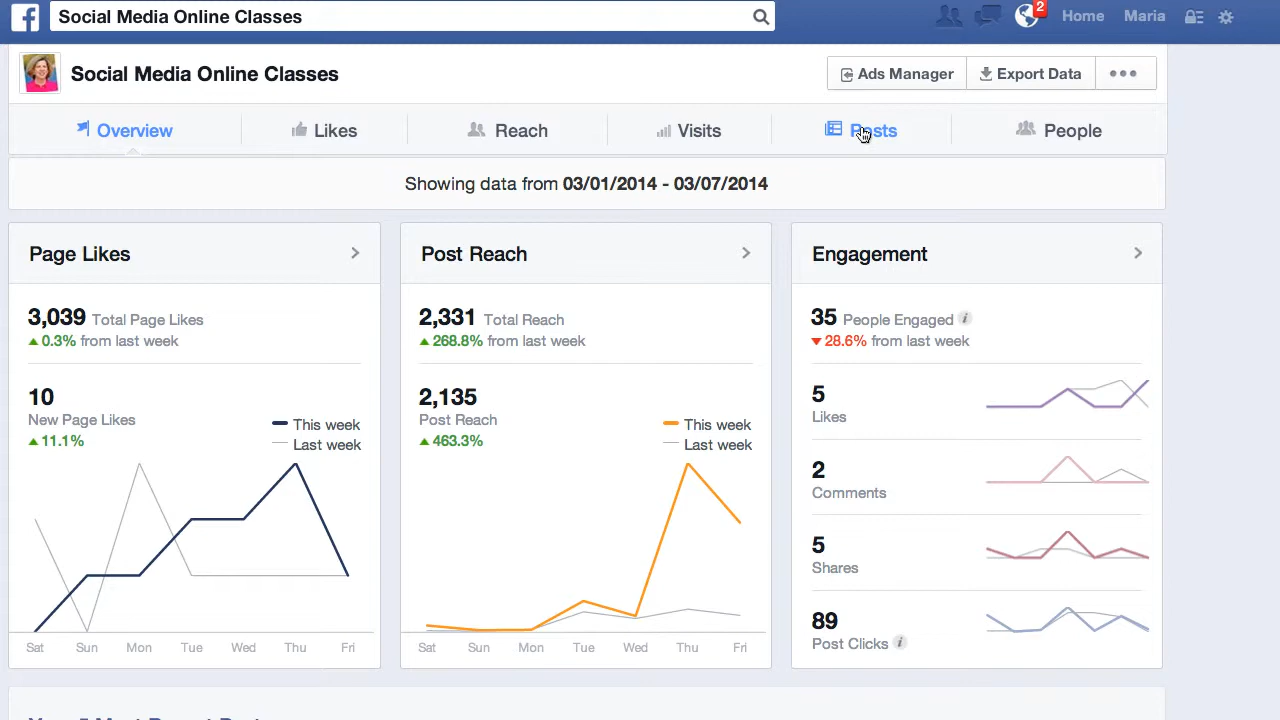 Social Media Online Classes
2
Home
Maria
Social Media Online Classes
Ads Manager
Export Data
Overview
Likes
Reach
Visits
Posts
People
Showing data from 03/01/2014 - 03/07/2014
Page Likes
3,039 Total Page Likes
0.3% from last week
10
New Page Likes
11.1%
This week
Last week
Sat Sun Mon Tue Wed Thu Fri
Post Reach
2,331 Total Reach
268.8% from last week
2,135
Post Reach
463.3%
This week
Last week
Sat Sun Mon Tue Wed Thu Fri
Engagement
35 People Engaged
28.6% from last week
5
Likes
2
Comments
5
Shares
89
Post Clicks